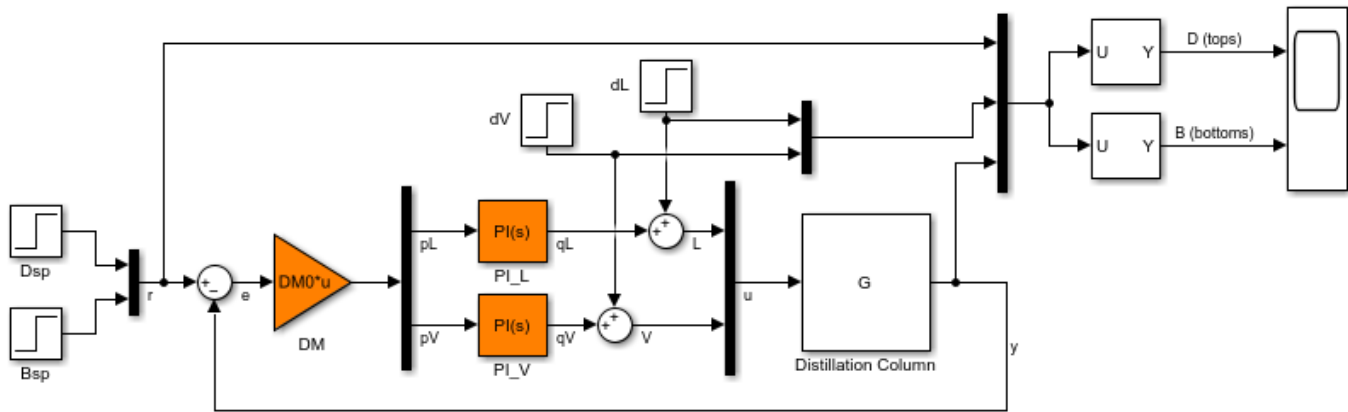 D (tops)
U Y
dL
dV
B (bottoms)
U Y
Dsp
PI(s)
pL
qL
+
+
L
PI_L
r
+
−
e
DM0*u
DM
u
G
PI(s)
pV
qV
+
+
V
PI_V
Distillation Column
y
Bsp